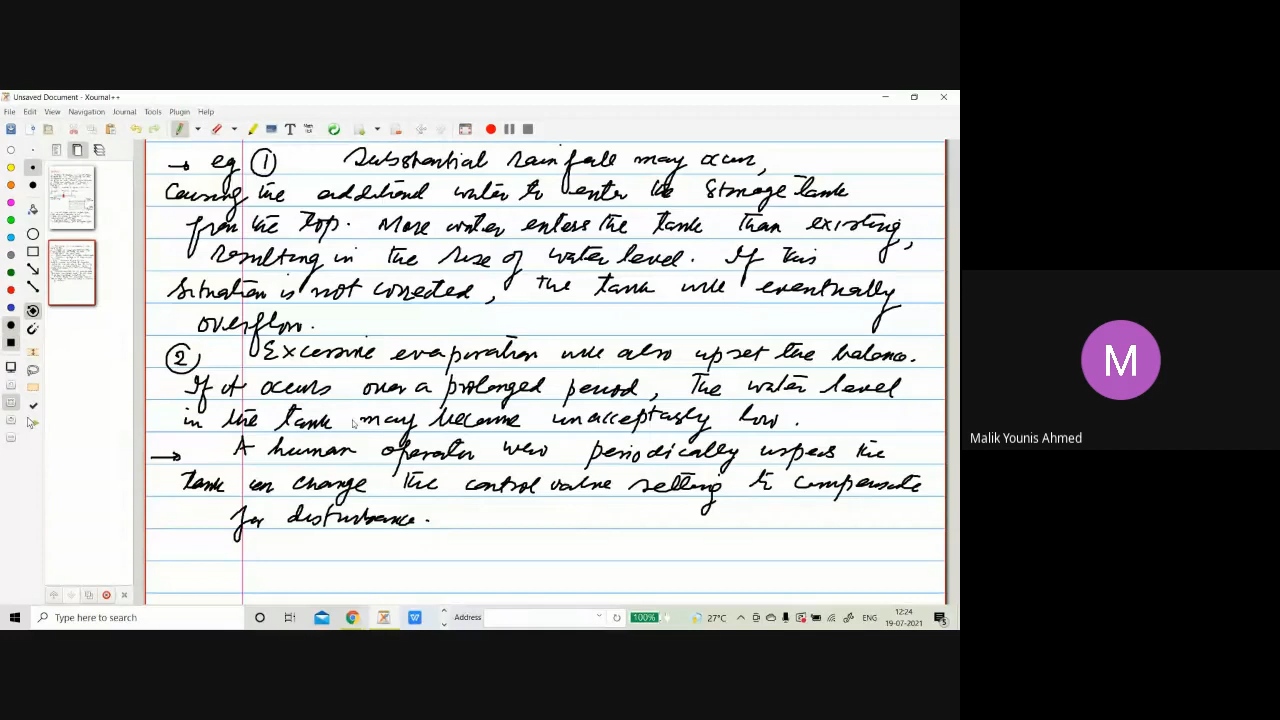 Unsaved Document - Xournal++
File Edit View Navigation Journal Tools Plugin Help
→ eg ① Substantial rainfall may occur,
causing the additional water to enter the storage tank
from the top. More water enters the tank than existing,
resulting in the rise of water level. If this
situation is not corrected, the tank will eventually
overflow.
② Excessive evaporation will also upset the balance.
If it occurs over a prolonged period, the water level
in the tank may become unacceptably low.
→ A human operator who periodically inspects the
tank can change the control valve setting to compensate
for disturbance.
M
Malik Younis Ahmed
Type here to search
Address
100%
27°C
ENG
12:24
19-07-2021
5